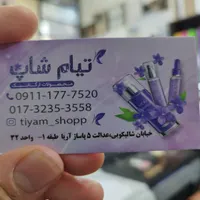 تیام شاپ
0911-177-7520
017-3235-3558
tiyam_shopp
خیابان شالیکوبی،عدالت ۵ پاساژ آریا طبقه ۱- واحد ۳۲